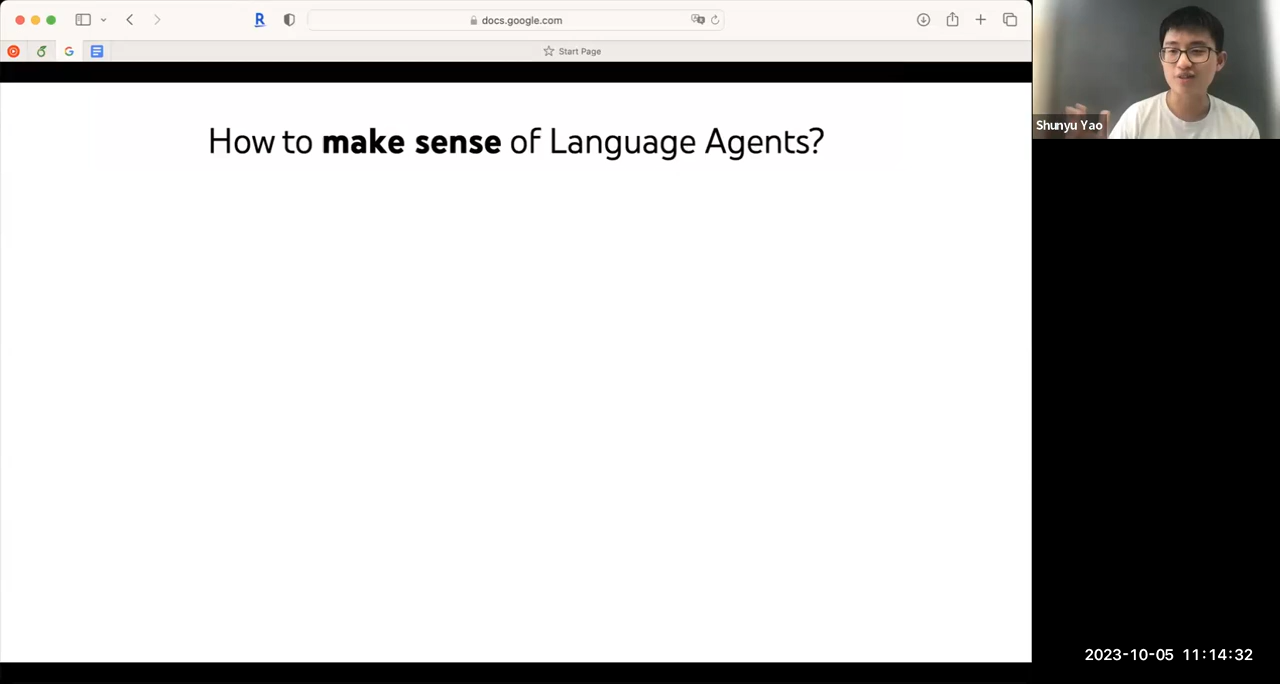 docs.google.com
Start Page
How to make sense of Language Agents?
Shunyu Yao
2023-10-05 11:14:32